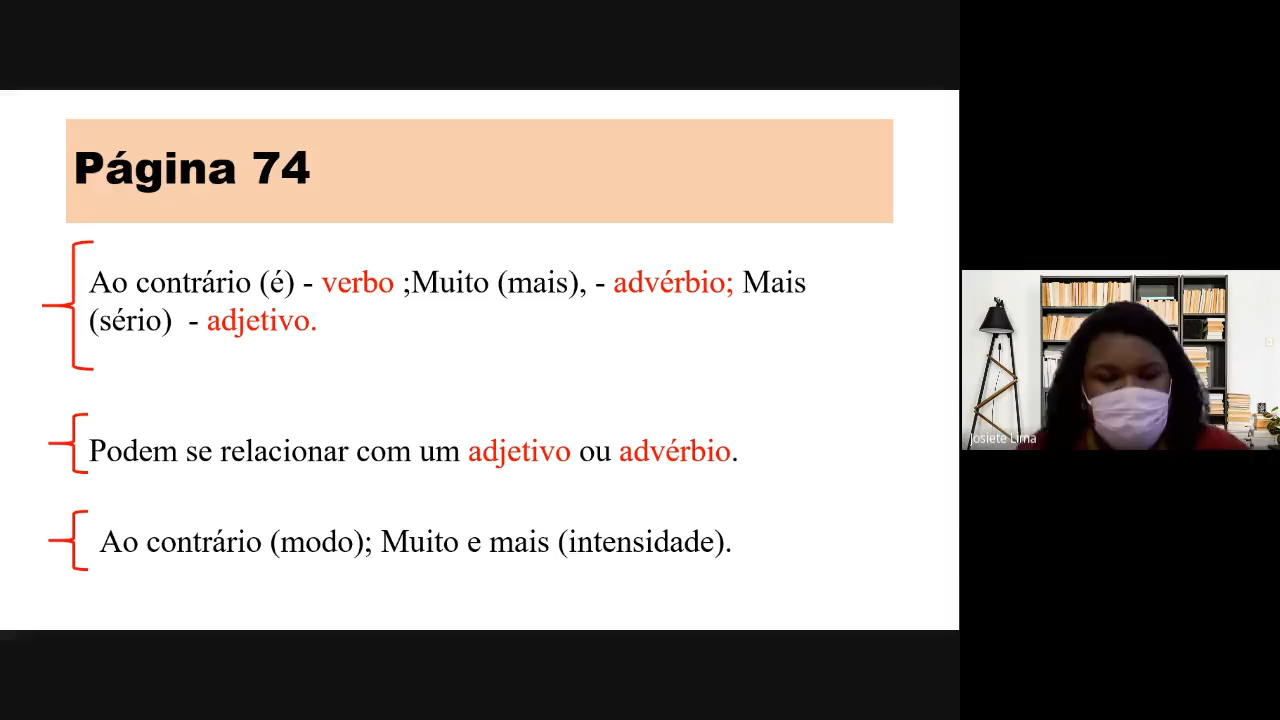 Página 74
Ao contrário (é) - verbo ;Muito (mais), - advérbio; Mais
(sério)  - adjetivo.
Podem se relacionar com um adjetivo ou advérbio.
Ao contrário (modo); Muito e mais (intensidade).
Josiete Lima